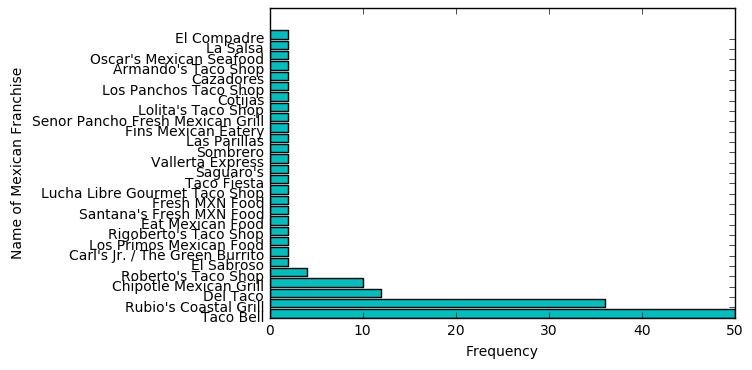 El Compadre
La Salsa
Oscar's Mexican Seafood
Armando's Taco Shop
Cazadores
Los Panchos Taco Shop
Cotijas
Lolita's Taco Shop
Senor Pancho Fresh Mexican Grill
Fins Mexican Eatery
Las Parillas
Sombrero
Vallerta Express
Saguaro's
Taco Fiesta
Lucha Libre Gourmet Taco Shop
Fresh MXN Food
Santana's Fresh MXN Food
Eat Mexican Food
Rigoberto's Taco Shop
Los Primos Mexican Food
Carl's Jr. / The Green Burrito
El Sabroso
Roberto's Taco Shop
Chipotle Mexican Grill
Del Taco
Rubio's Coastal Grill
Taco Bell
Name of Mexican Franchise
0 10 20 30 40 50
Frequency